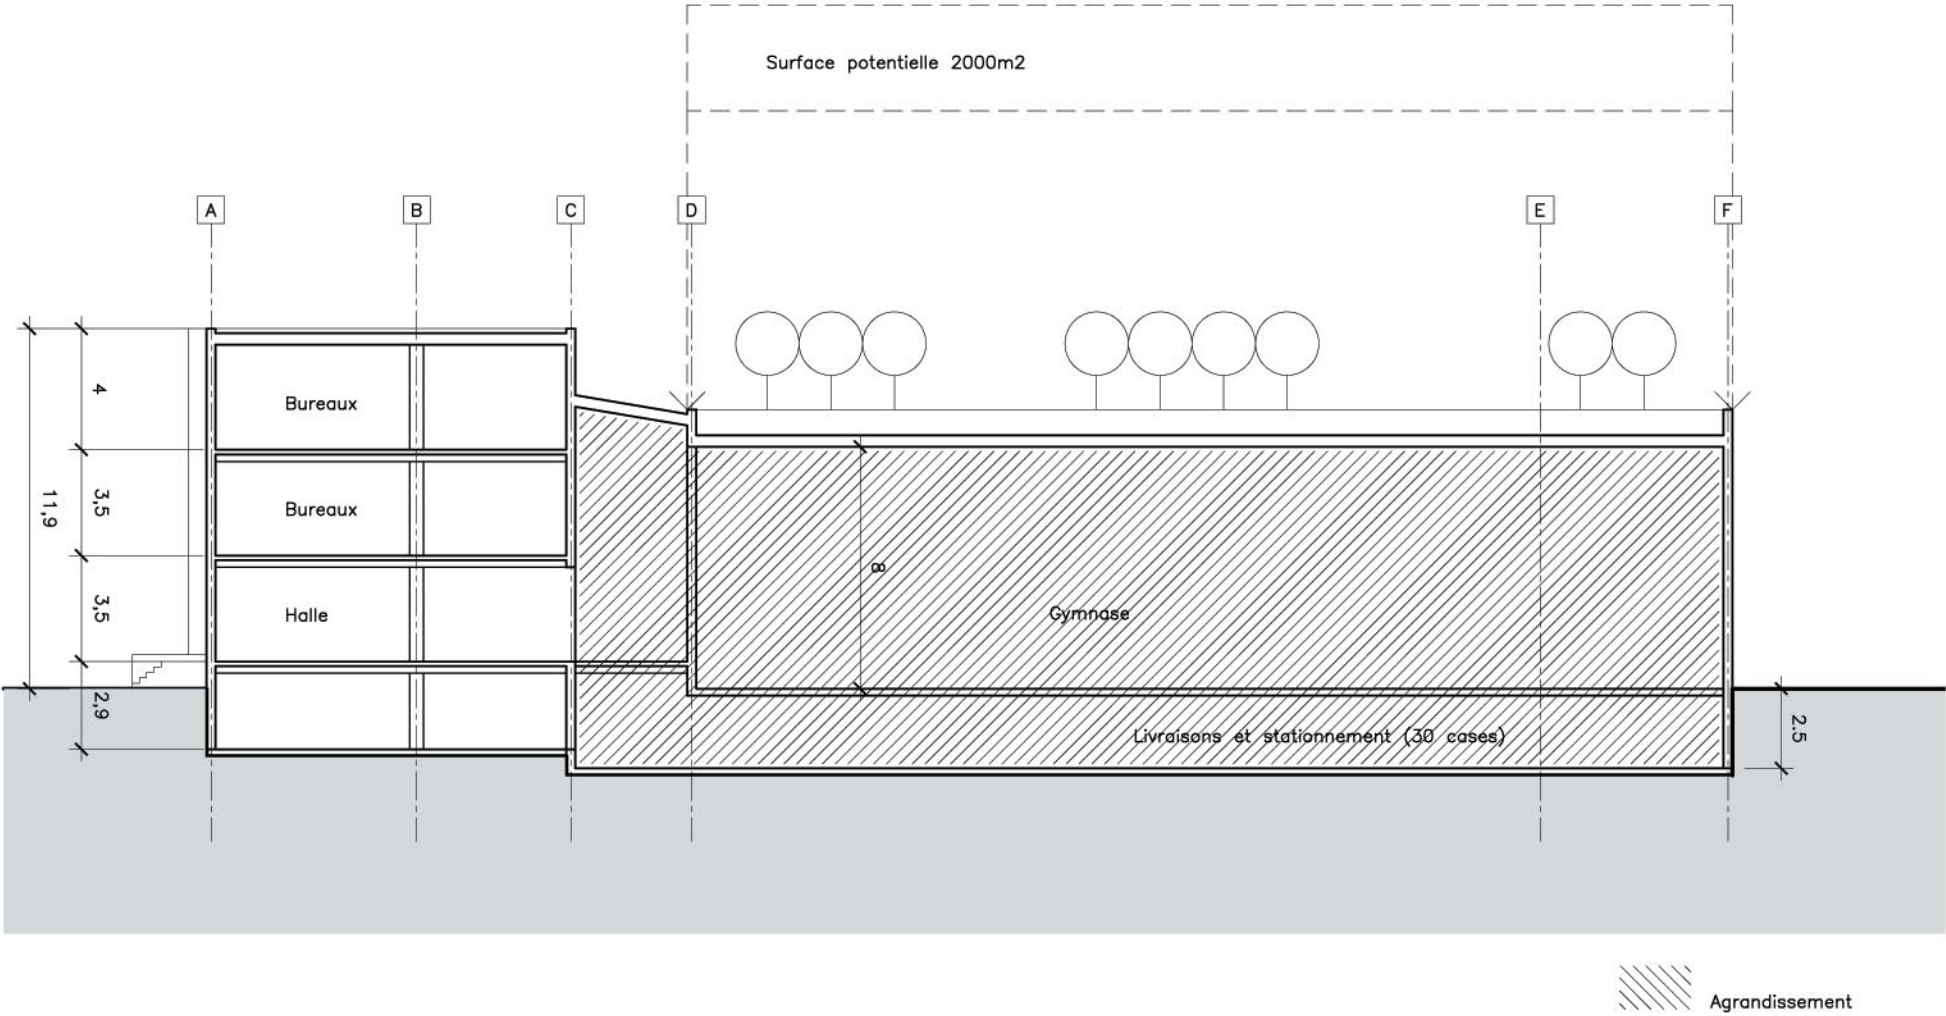 Surface potentielle 2000m2
A
B
C
D
E
F
4
Bureaux
11,9
3,5
Bureaux
8
3,5
Halle
Gymnase
2,9
Livraisons et stationnement (30 cases)
2.5
Agrandissement